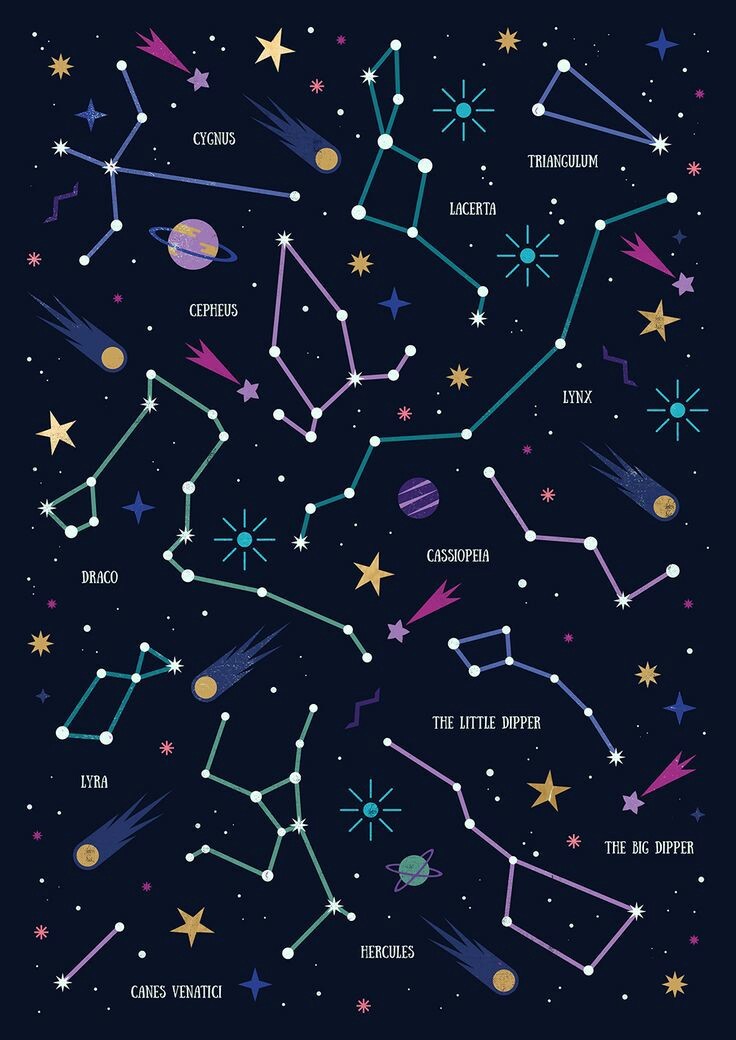 CYGNUS
TRIANGULUM
LACERTA
CEPHEUS
LYNX
CASSIOPEIA
DRACO
THE LITTLE DIPPER
LYRA
THE BIG DIPPER
HERCULES
CANES VENATICI